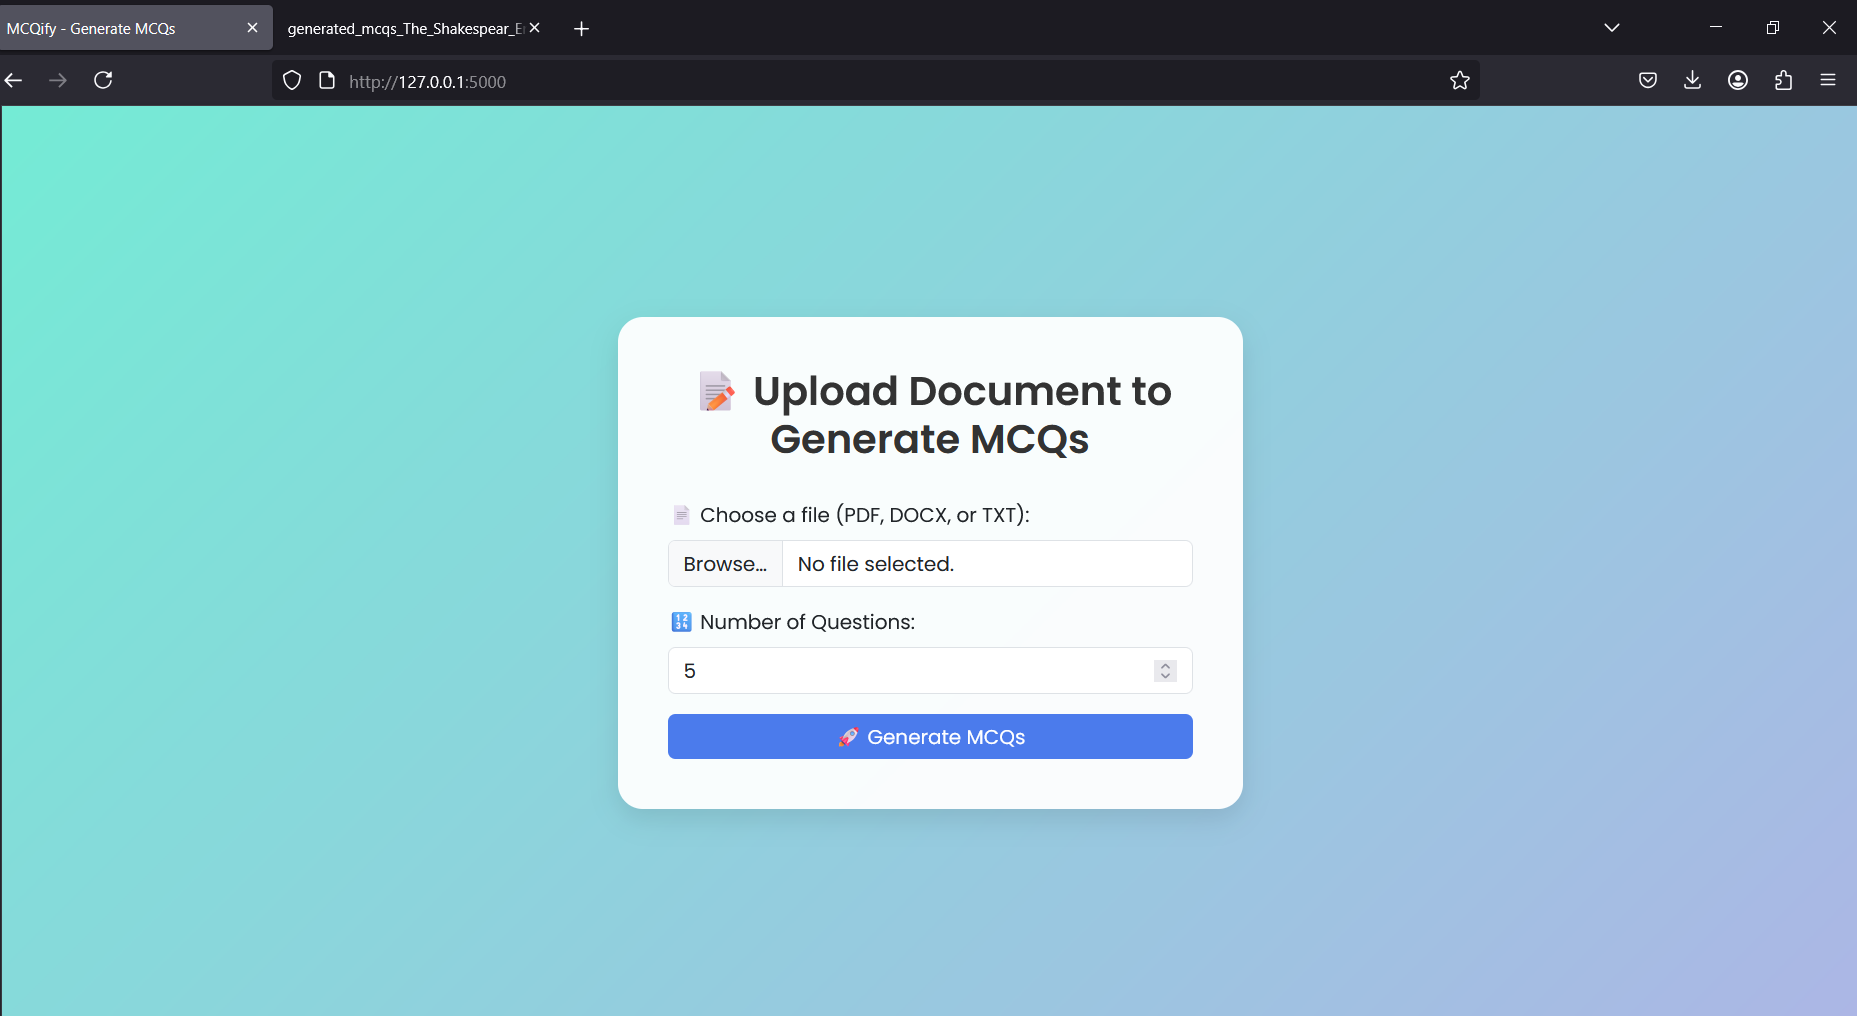 MCQify - Generate MCQs
generated_mcqs_The_Shakespear_E
http://127.0.0.1:5000
Upload Document to
Generate MCQs
Choose a file (PDF, DOCX, or TXT):
Browse... No file selected.
Number of Questions:
5
Generate MCQs